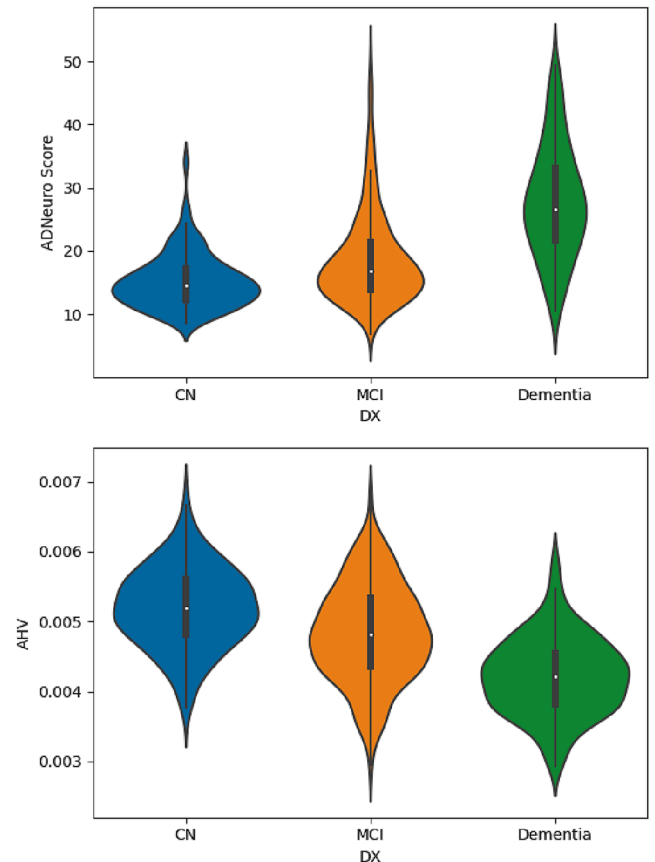 ADNeuro Score
50
40
30
20
10
CN MCI Dementia
DX
AHV
0.007
0.006
0.005
0.004
0.003
CN MCI Dementia
DX